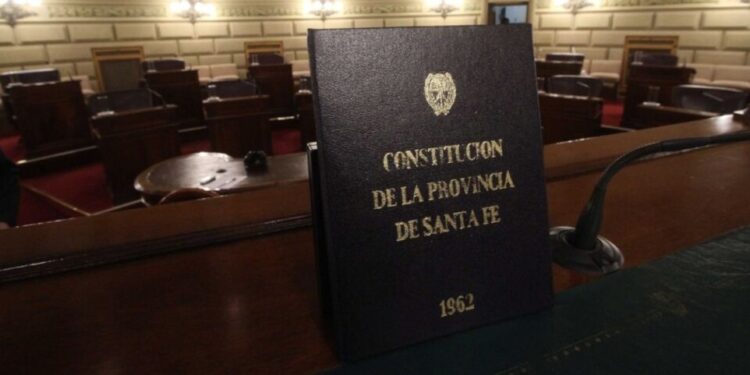 CONSTITUCION
DE LA PROVINCIA
DE SANTA FE
1962